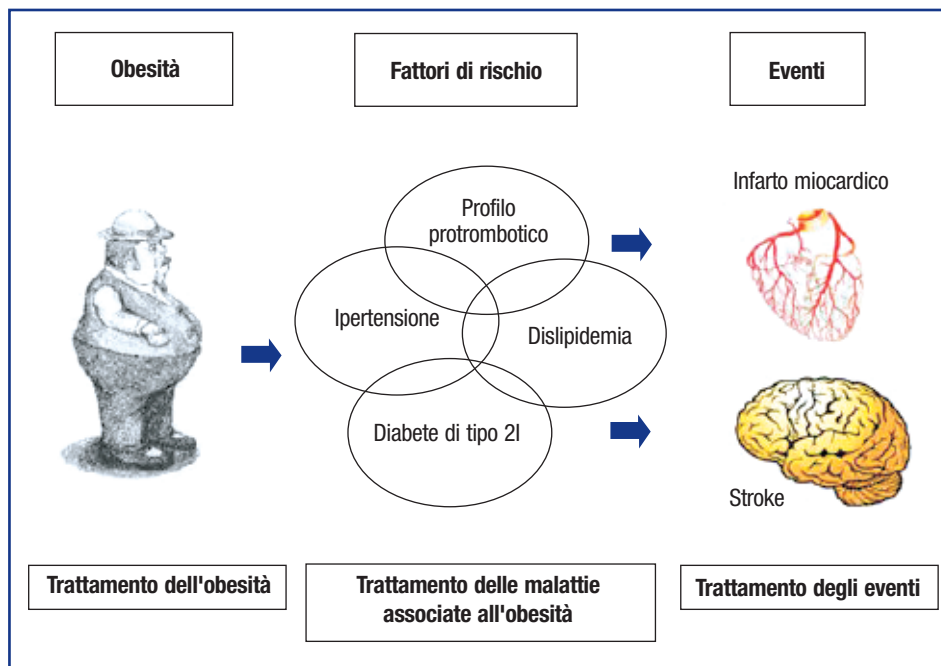 Obesità
Fattori di rischio
Eventi
Infarto miocardico
Profilo
protrombotico
Ipertensione
Dislipidemia
Diabete di tipo 2I
Stroke
Trattamento dell'obesità
Trattamento delle malattie
associate all'obesità
Trattamento degli eventi